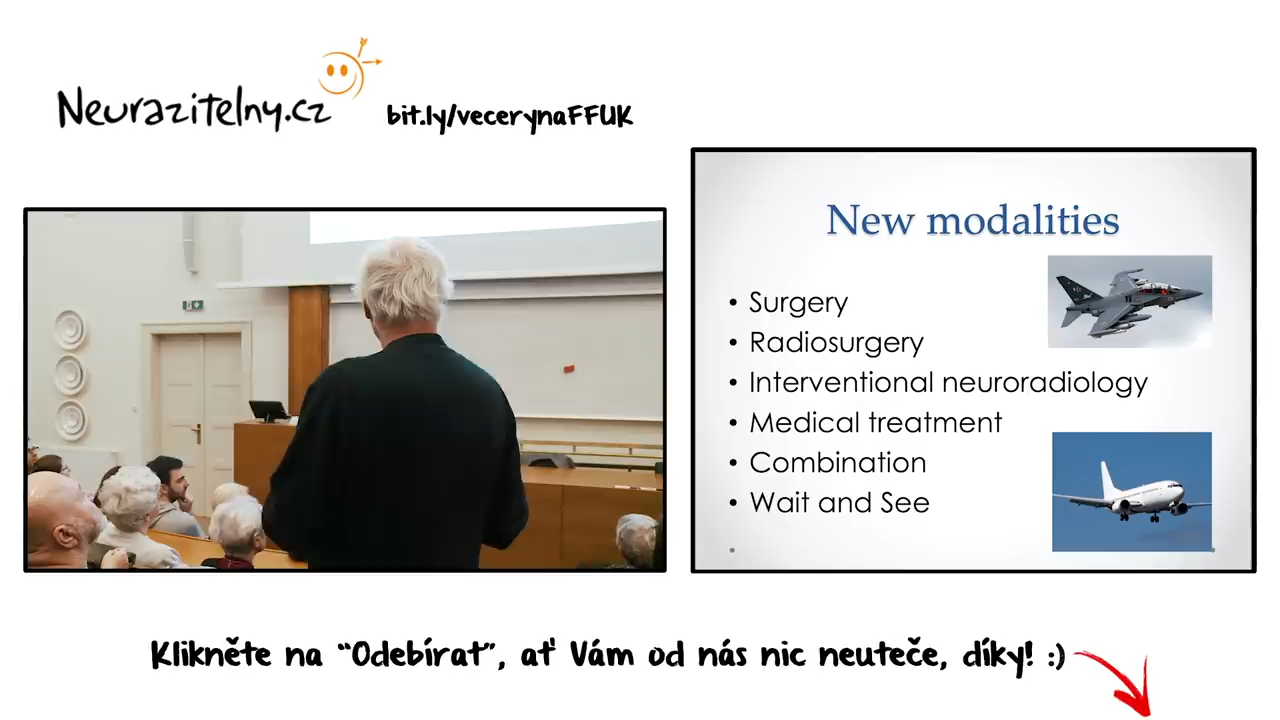 Neurazitelny.cz
bit.ly/vecerynaFFUK
New modalities
• Surgery
• Radiosurgery
• Interventional neuroradiology
• Medical treatment
• Combination
• Wait and See
Klikněte na “Odebírat”, ať Vám od nás nic neuteče, díky! :)